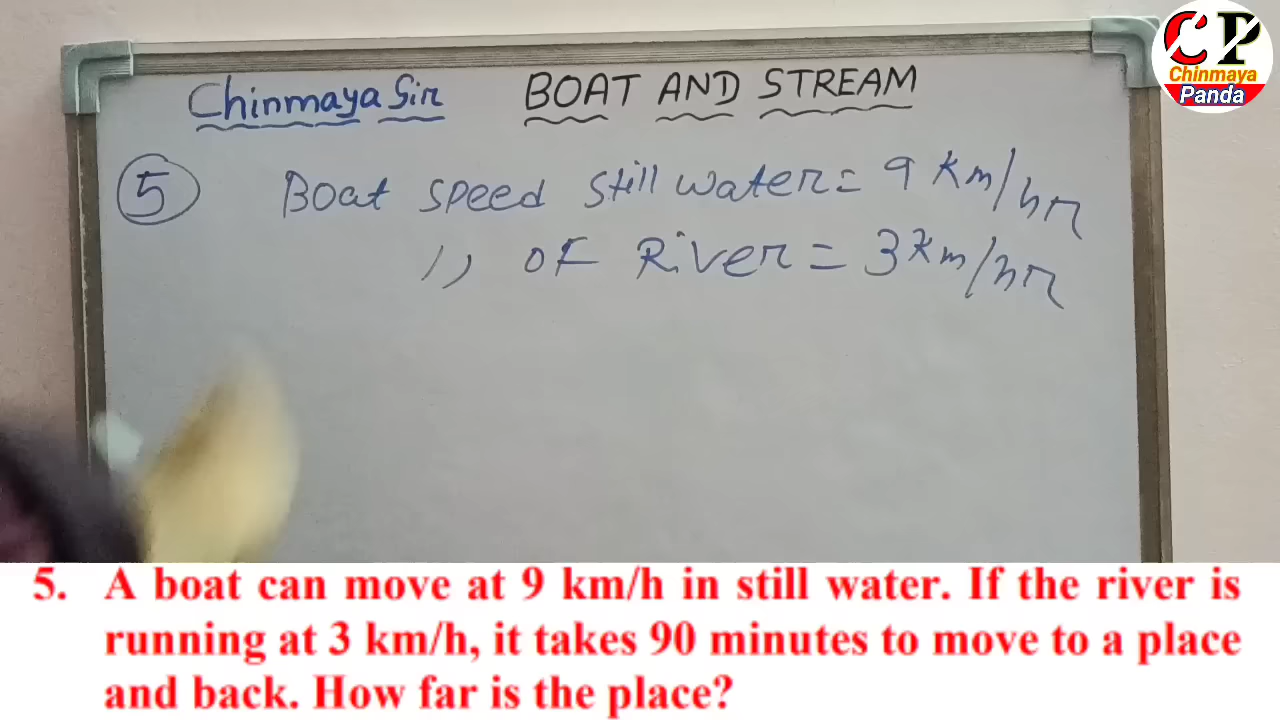 CP
Chinmaya
Panda
Chinmaya Sir BOAT AND STREAM
5 Boat speed still water = 9 km/hr
,, of River = 3 km/hr
5. A boat can move at 9 km/h in still water. If the river is
running at 3 km/h, it takes 90 minutes to move to a place
and back. How far is the place?